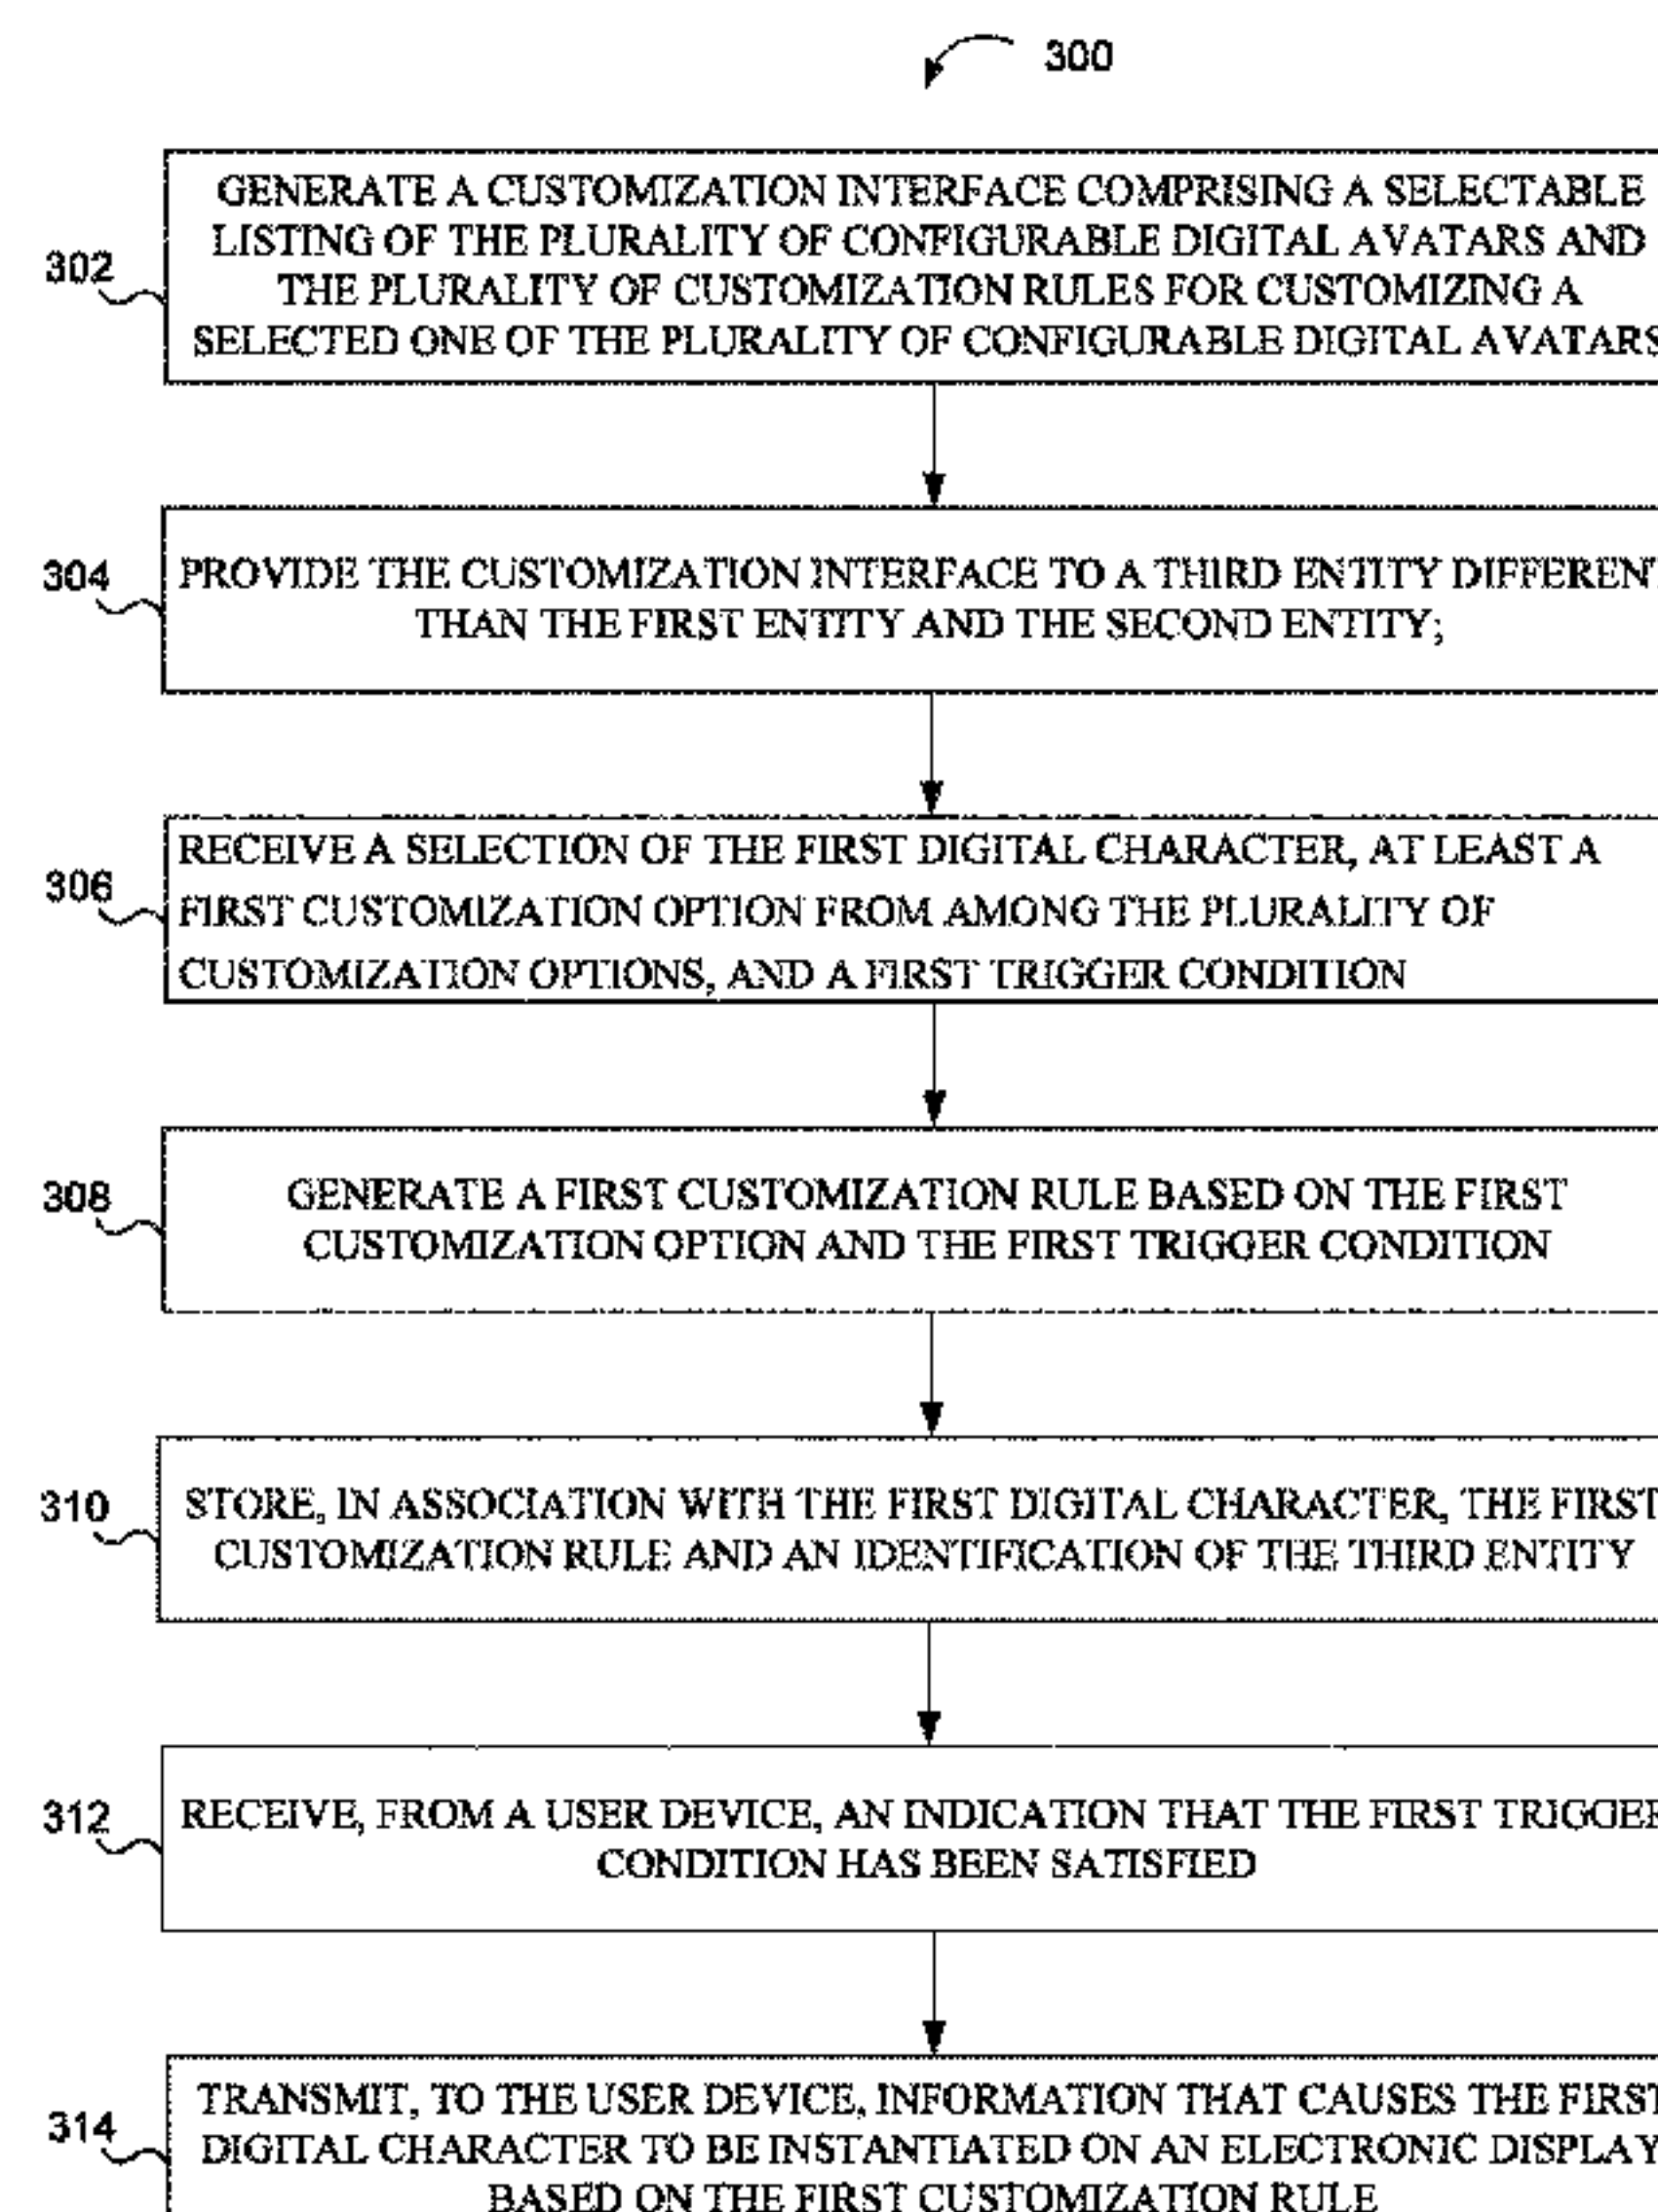 300
302
GENERATE A CUSTOMIZATION INTERFACE COMPRISING A SELECTABLE
LISTING OF THE PLURALITY OF CONFIGURABLE DIGITAL AVATARS AND
THE PLURALITY OF CUSTOMIZATION RULES FOR CUSTOMIZING A
SELECTED ONE OF THE PLURALITY OF CONFIGURABLE DIGITAL AVATARS
304
PROVIDE THE CUSTOMIZATION INTERFACE TO A THIRD ENTITY DIFFERENT
THAN THE FIRST ENTITY AND THE SECOND ENTITY;
306
RECEIVE A SELECTION OF THE FIRST DIGITAL CHARACTER, AT LEAST A
FIRST CUSTOMIZATION OPTION FROM AMONG THE PLURALITY OF
CUSTOMIZATION OPTIONS, AND A FIRST TRIGGER CONDITION
308
GENERATE A FIRST CUSTOMIZATION RULE BASED ON THE FIRST
CUSTOMIZATION OPTION AND THE FIRST TRIGGER CONDITION
310
STORE, IN ASSOCIATION WITH THE FIRST DIGITAL CHARACTER, THE FIRST
CUSTOMIZATION RULE AND AN IDENTIFICATION OF THE THIRD ENTITY
312
RECEIVE, FROM A USER DEVICE, AN INDICATION THAT THE FIRST TRIGGER
CONDITION HAS BEEN SATISFIED
314
TRANSMIT, TO THE USER DEVICE, INFORMATION THAT CAUSES THE FIRST
DIGITAL CHARACTER TO BE INSTANTIATED ON AN ELECTRONIC DISPLAY
BASED ON THE FIRST CUSTOMIZATION RULE